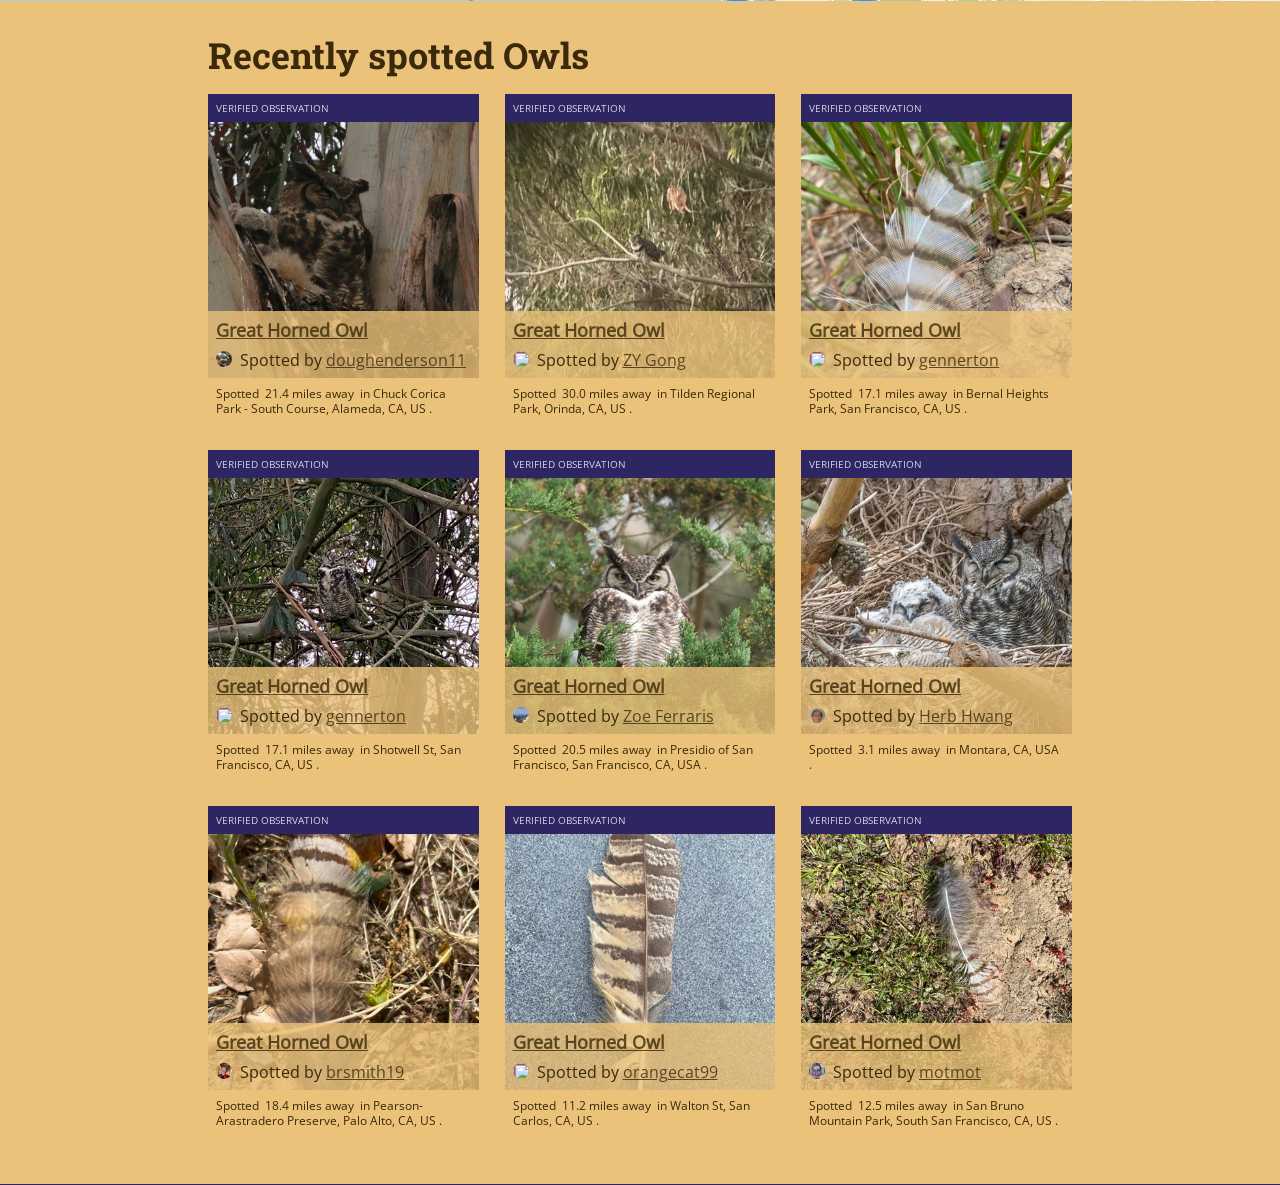 Recently spotted Owls
VERIFIED OBSERVATION
Great Horned Owl
Spotted by doughenderson11
Spotted 21.4 miles away in Chuck Corica
Park - South Course, Alameda, CA, US .
VERIFIED OBSERVATION
Great Horned Owl
Spotted by ZY Gong
Spotted 30.0 miles away in Tilden Regional
Park, Orinda, CA, US .
VERIFIED OBSERVATION
Great Horned Owl
Spotted by gennerton
Spotted 17.1 miles away in Bernal Heights
Park, San Francisco, CA, US .
VERIFIED OBSERVATION
Great Horned Owl
Spotted by gennerton
Spotted 17.1 miles away in Shotwell St, San
Francisco, CA, US .
VERIFIED OBSERVATION
Great Horned Owl
Spotted by Zoe Ferraris
Spotted 20.5 miles away in Presidio of San
Francisco, San Francisco, CA, USA .
VERIFIED OBSERVATION
Great Horned Owl
Spotted by Herb Hwang
Spotted 3.1 miles away in Montara, CA, USA
.
VERIFIED OBSERVATION
Great Horned Owl
Spotted by brsmith19
Spotted 18.4 miles away in Pearson-
Arastradero Preserve, Palo Alto, CA, US .
VERIFIED OBSERVATION
Great Horned Owl
Spotted by orangecat99
Spotted 11.2 miles away in Walton St, San
Carlos, CA, US .
VERIFIED OBSERVATION
Great Horned Owl
Spotted by motmot
Spotted 12.5 miles away in San Bruno
Mountain Park, South San Francisco, CA, US .